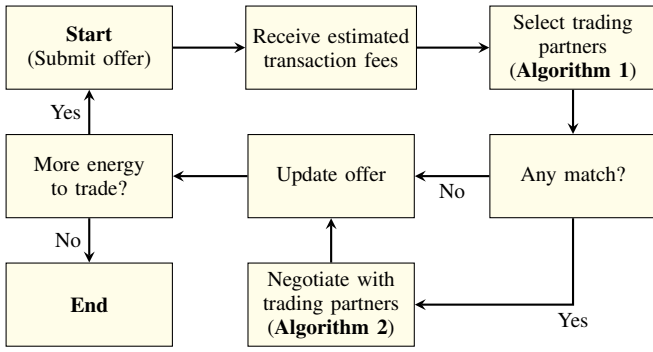 Start
(Submit offer)
Receive estimated
transaction fees
Select trading
partners
(Algorithm 1)
Yes
More energy
to trade?
Update offer
No
Any match?
No
End
Negotiate with
trading partners
(Algorithm 2)
Yes